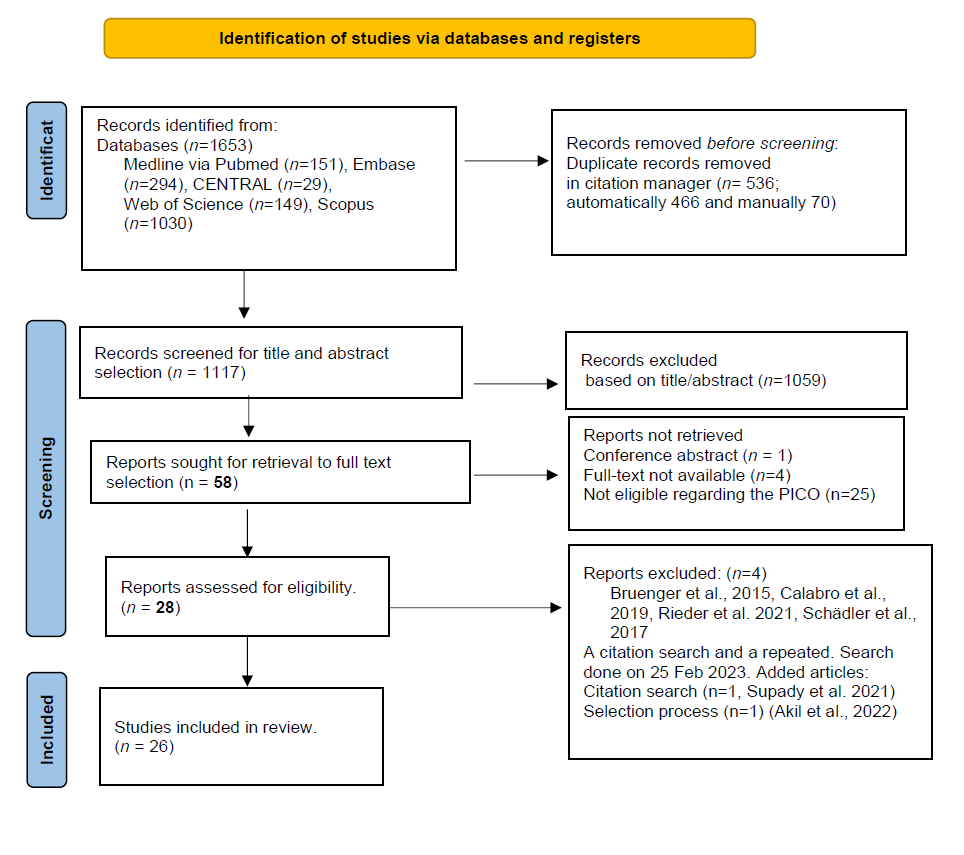 Identification of studies via databases and registers
Identificat
Records identified from:
Databases (n=1653)
Medline via Pubmed (n=151), Embase
(n=294), CENTRAL (n=29),
Web of Science (n=149), Scopus
(n=1030)
Records removed before screening:
Duplicate records removed
in citation manager (n= 536;
automatically 466 and manually 70)
Screening
Records screened for title and abstract
selection (n = 1117)
Records excluded
based on title/abstract (n=1059)
Reports sought for retrieval to full text
selection (n = 58)
Reports not retrieved
Conference abstract (n = 1)
Full-text not available (n=4)
Not eligible regarding the PICO (n=25)
Reports assessed for eligibility.
(n = 28)
Reports excluded: (n=4)
Bruenger et al., 2015, Calabro et al.,
2019, Rieder et al. 2021, Schädler et al.,
2017
A citation search and a repeated. Search
done on 25 Feb 2023. Added articles:
Citation search (n=1, Supady et al. 2021)
Selection process (n=1) (Akil et al., 2022)
Included
Studies included in review.
(n = 26)